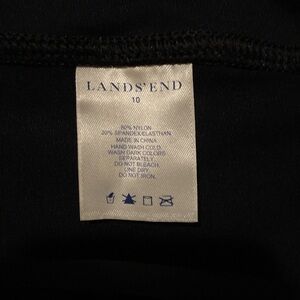 LANDS'END
10
80% NYLON
20% SPANDEX/ELASTHAN
MADE IN CHINA
HAND WASH COLD.
WASH DARK COLORS
SEPARATELY.
DO NOT BLEACH.
LINE DRY.
DO NOT IRON.